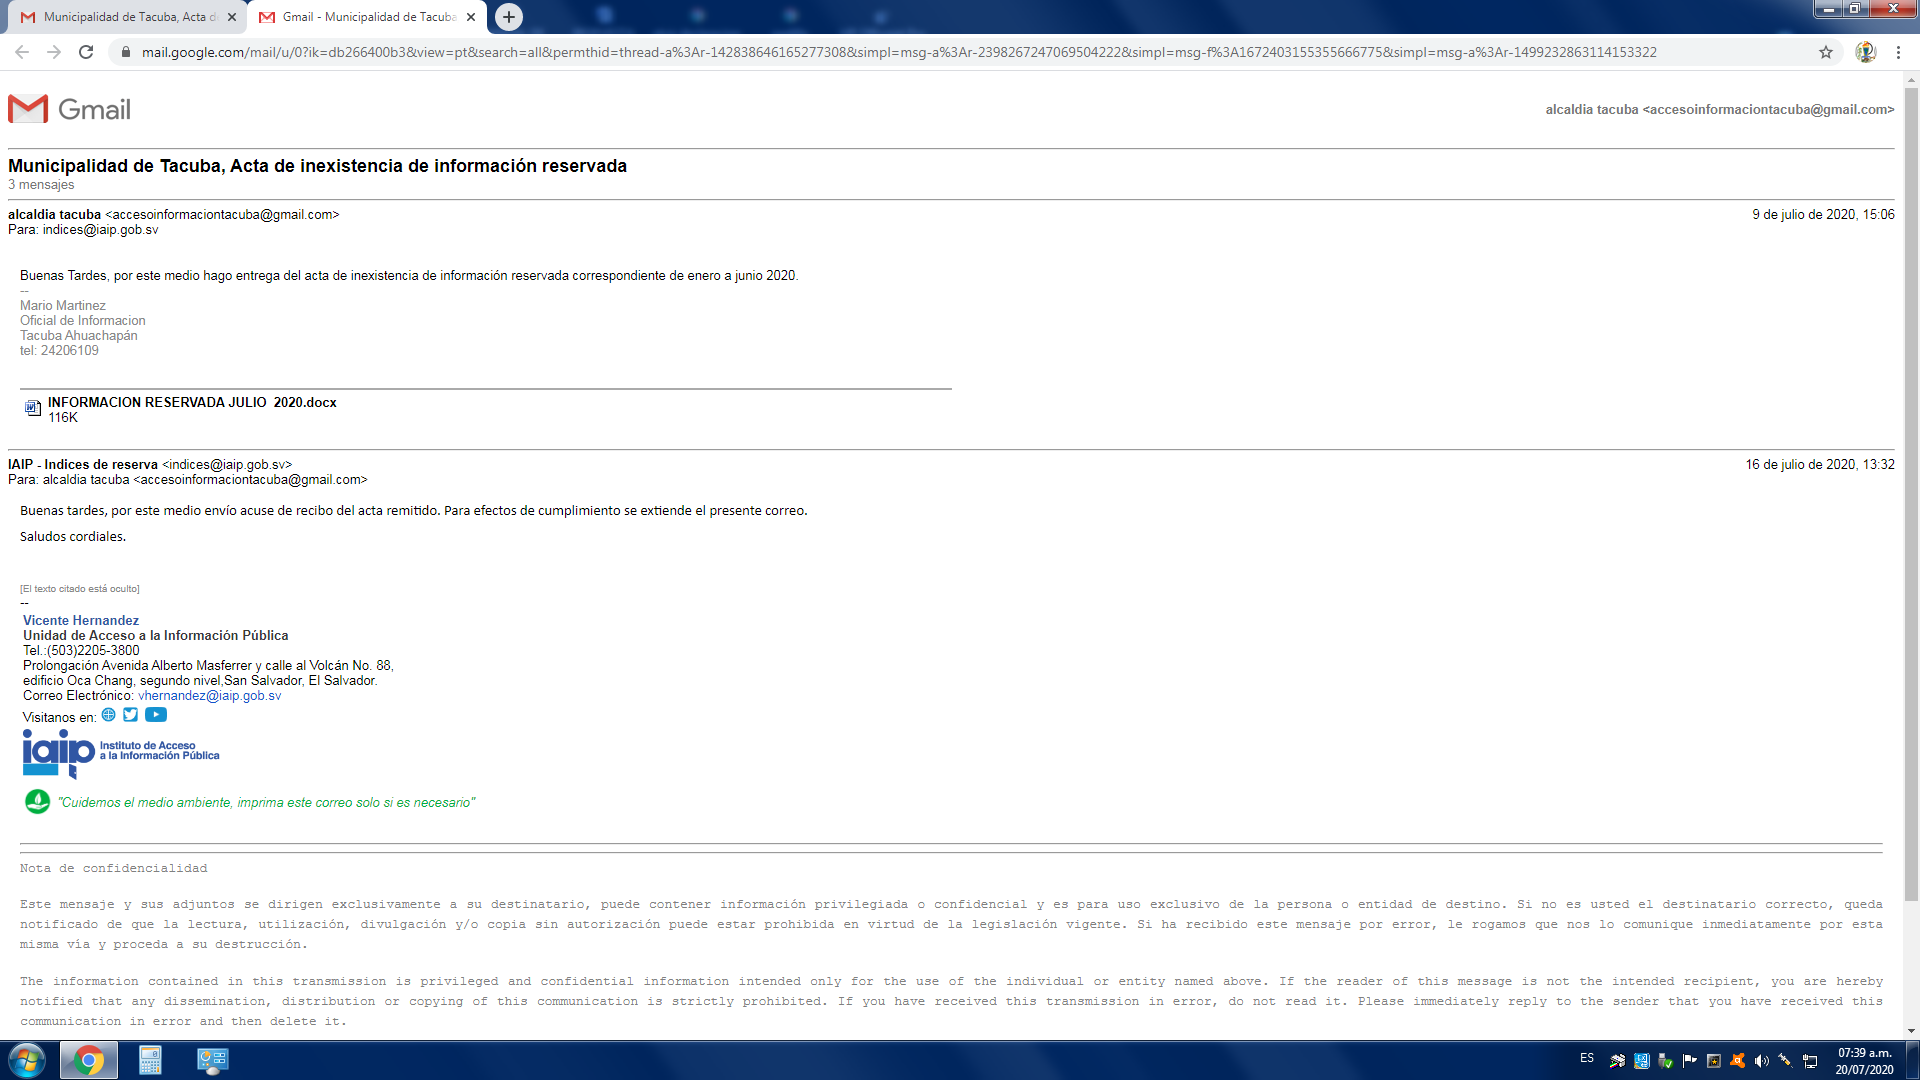 Municipalidad de Tacuba, Acta d
Gmail - Municipalidad de Tacuba
mail.google.com/mail/u/0?ik=db266400b3&view=pt&search=all&permthid=thread-a%3Ar-142838646165277308&simpl=msg-a%3Ar-2398267247069504222&simpl=msg-f%3A1672403155355666775&simpl=msg-a%3Ar-1499232863114153322
Gmail
alcaldia tacuba <accesoinformaciontacuba@gmail.com>
Municipalidad de Tacuba, Acta de inexistencia de información reservada
3 mensajes
alcaldia tacuba <accesoinformaciontacuba@gmail.com>
9 de julio de 2020, 15:06
Para: indices@iaip.gob.sv
Buenas Tardes, por este medio hago entrega del acta de inexistencia de información reservada correspondiente de enero a junio 2020.
--
Mario Martinez
Oficial de Informacion
Tacuba Ahuachapán
tel: 24206109
INFORMACION RESERVADA JULIO  2020.docx
116K
IAIP - Indices de reserva <indices@iaip.gob.sv>
16 de julio de 2020, 13:32
Para: alcaldia tacuba <accesoinformaciontacuba@gmail.com>
Buenas tardes, por este medio envío acuse de recibo del acta remitido. Para efectos de cumplimiento se extiende el presente correo.
Saludos cordiales.
[El texto citado está oculto]
--
Vicente Hernandez
Unidad de Acceso a la Información Pública
Tel.:(503)2205-3800
Prolongación Avenida Alberto Masferrer y calle al Volcán No. 88,
edificio Oca Chang, segundo nivel,San Salvador, El Salvador.
Correo Electrónico: vhernandez@iaip.gob.sv
Visitanos en:
iaip Instituto de Acceso
a la Información Pública
"Cuidemos el medio ambiente, imprima este correo solo si es necesario"
Nota de confidencialidad
Este mensaje y sus adjuntos se dirigen exclusivamente a su destinatario, puede contener información privilegiada o confidencial y es para uso exclusivo de la persona o entidad de destino. Si no es usted el destinatario correcto, queda
notificado de que la lectura, utilización, divulgación y/o copia sin autorización puede estar prohibida en virtud de la legislación vigente. Si ha recibido este mensaje por error, le rogamos que nos lo comunique inmediatamente por esta
misma vía y proceda a su destrucción.
The information contained in this transmission is privileged and confidential information intended only for the use of the individual or entity named above. If the reader of this message is not the intended recipient, you are hereby
notified that any dissemination, distribution or copying of this communication is strictly prohibited. If you have received this transmission in error, do not read it. Please immediately reply to the sender that you have received this
communication in error and then delete it.
ES
07:39 a.m.
20/07/2020